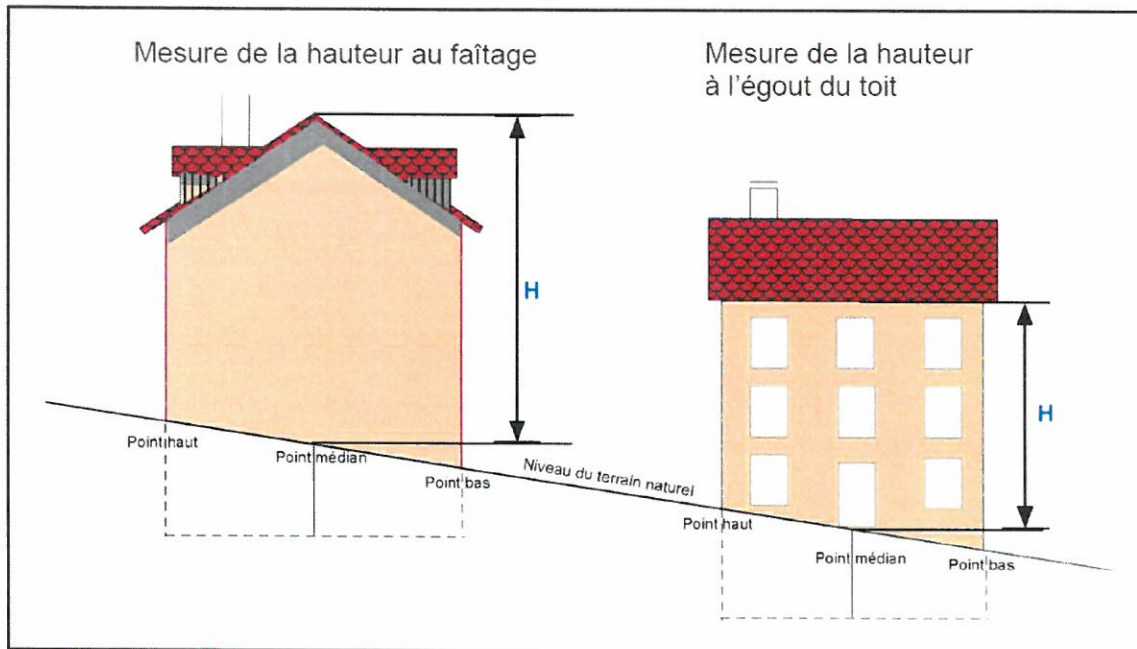 Mesure de la hauteur au faîtage
Mesure de la hauteur
à l'égout du toit
H
H
Point haut
Point médian
Point bas
Niveau du terrain naturel
Point haut
Point médian
Point bas